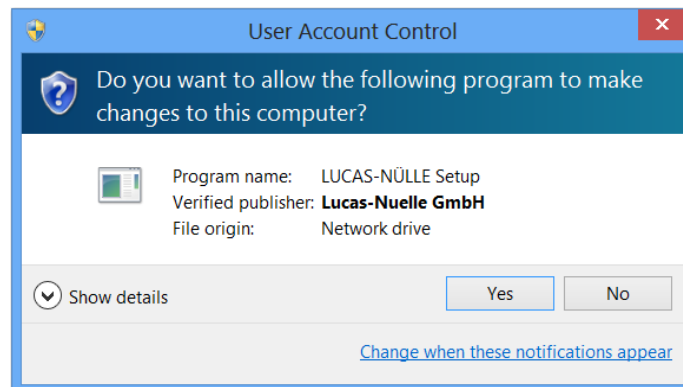 User Account Control
Do you want to allow the following program to make
changes to this computer?
Program name: LUCAS-NÜLLE Setup
Verified publisher: Lucas-Nuelle GmbH
File origin: Network drive
Show details
Yes
No
Change when these notifications appear